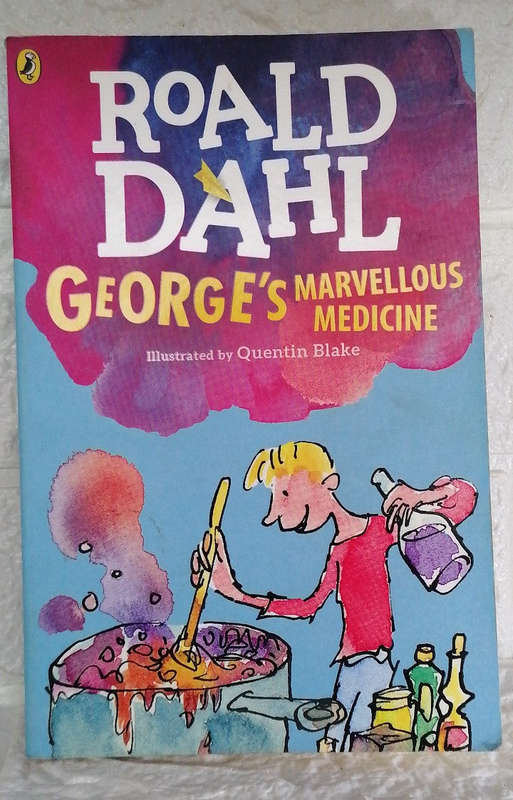 ROALD
DAHL
GEORGE'S MARVELLOUS
MEDICINE
Illustrated by Quentin Blake